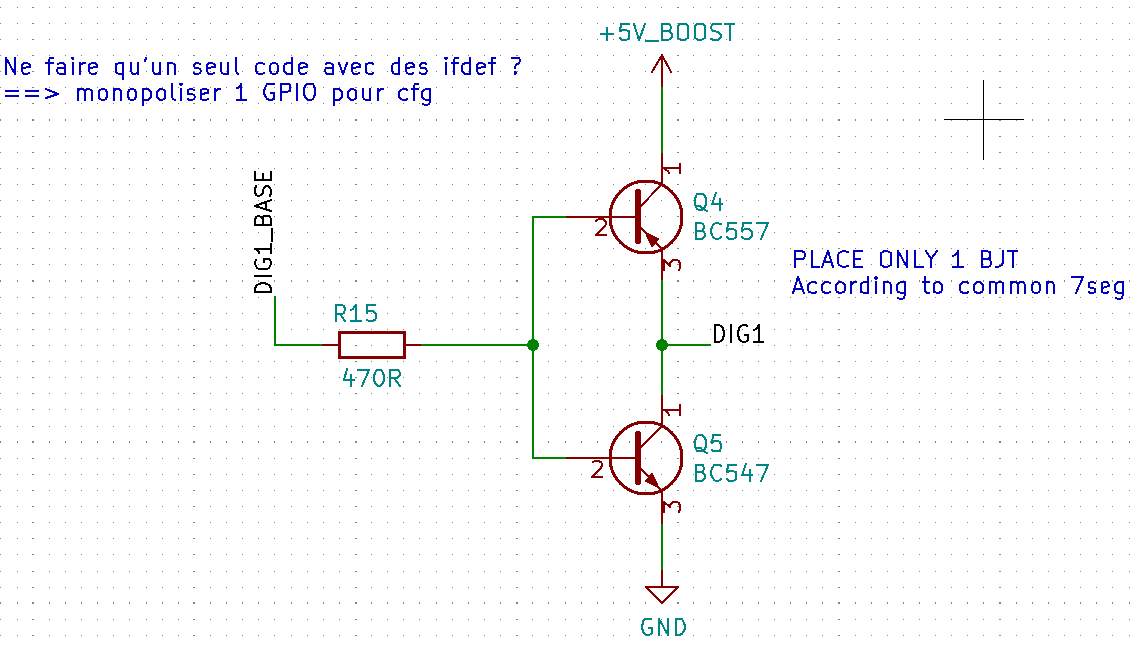 +5V_BOOST
Ne faire qu'un seul code avec des ifdef ?
==> monopoliser 1 GPIO pour cfg
1
DIG1_BASE
Q4
2
BC557
3
PLACE ONLY 1 BJT
According to common 7seg
R15
DIG1
470R
1
Q5
2
BC547
3
GND